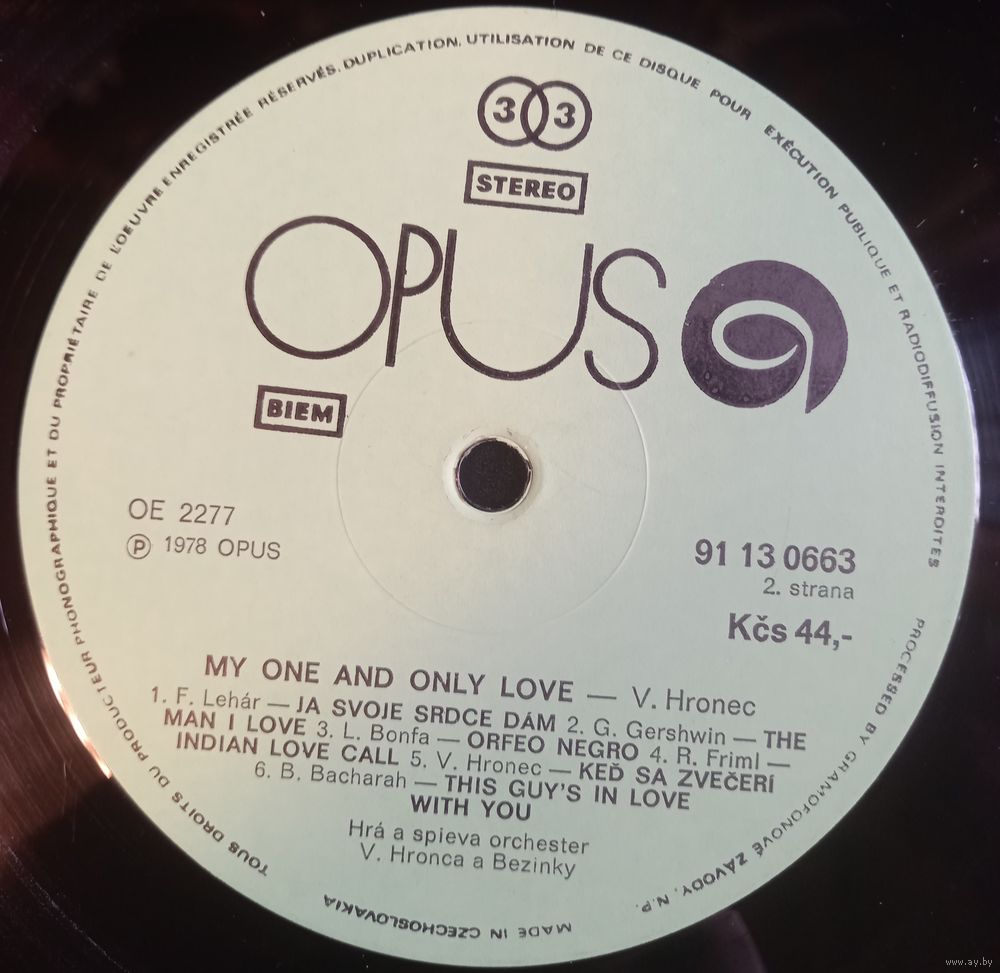 TOUS DROITS DU PRODUCTEUR PHONOGRAPHIQUE ET DU PROPRIÉTAIRE DE L'OEUVRE ENREGISTRÉE RÉSERVÉS. DUPLICATION, UTILISATION DE CE DISQUE POUR EXÉCUTION PUBLIQUE ET RADIODIFFUSION INTERDITES
33
STEREO
OPUS
BIEM
OE 2277
Ⓟ 1978 OPUS
91 13 0663
2. strana
Kčs 44,-
MY ONE AND ONLY LOVE — V. Hronec
1. F. Lehár — JA SVOJE SRDCE DÁM 2. G. Gershwin — THE
MAN I LOVE 3. L. Bonfa — ORFEO NEGRO 4. R. Friml —
INDIAN LOVE CALL 5. V. Hronec — KEĎ SA ZVEČERÍ
6. B. Bacharah — THIS GUY'S IN LOVE
WITH YOU
Hrá a spieva orchester
V. Hronca a Bezinky
PROCESSED BY GRAMOFONOVÉ ZÁVODY, N.P.
MADE IN CZECHOSLOVAKIA
www.ay.by